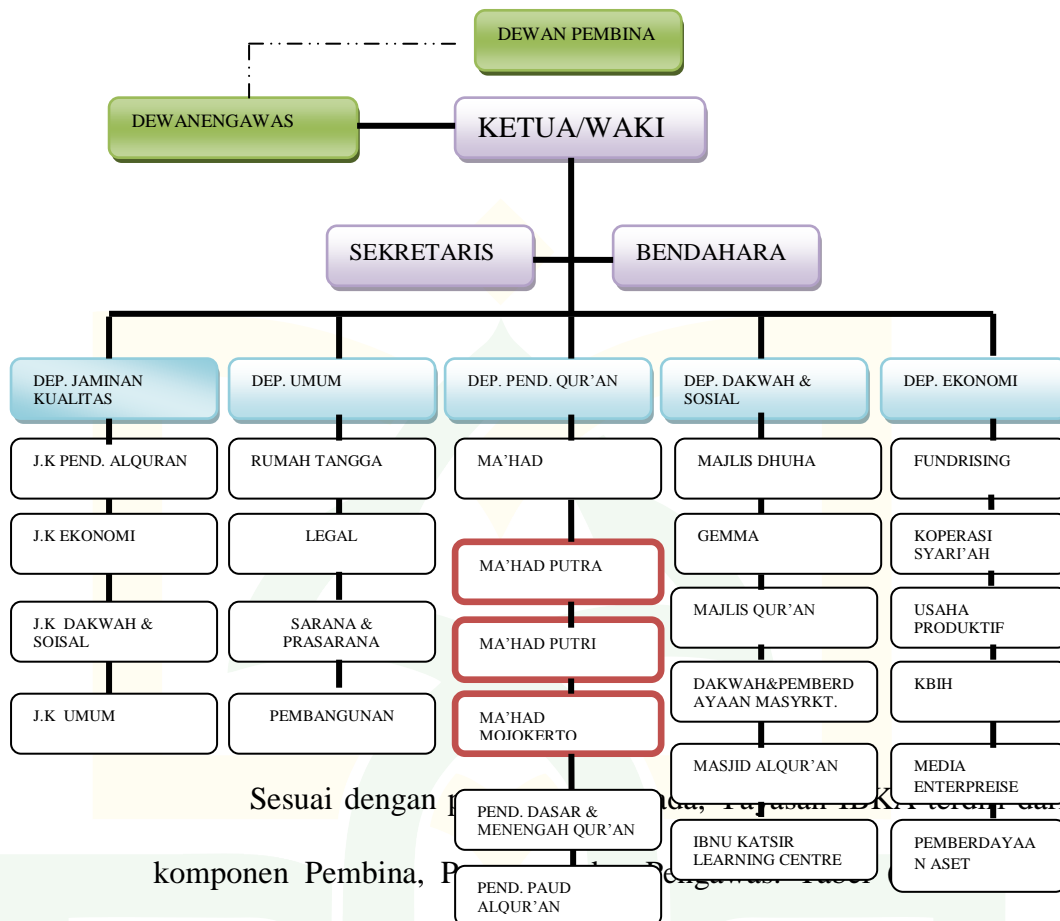 DEWAN PEMBINA
DEWANENGAWAS
KETUA/WAKI
SEKRETARIS
BENDAHARA
DEP. JAMINAN
KUALITAS
DEP. UMUM
DEP. PEND. QUR’AN
DEP. DAKWAH &
SOSIAL
DEP. EKONOMI
J.K PEND. ALQURAN
J.K EKONOMI
J.K  DAKWAH &
SOISAL
J.K  UMUM
RUMAH TANGGA
LEGAL
SARANA &
PRASARANA
PEMBANGUNAN
MA’HAD
MA’HAD PUTRA
MA’HAD PUTRI
MA’HAD
MOJOKERTO
PEND. DASAR &
MENENGAH QUR’AN
PEND. PAUD
ALQUR’AN
MAJLIS DHUHA
GEMMA
MAJLIS QUR’AN
DAKWAH&PEMBERD
AYAAN MASYRKT.
MASJID ALQUR’AN
IBNU KATSIR
LEARNING CENTRE
FUNDRISING
KOPERASI
SYARI’AH
USAHA
PRODUKTIF
KBIH
MEDIA
ENTERPREISE
PEMBERDAYAA
N ASET
Sesuai dengan
komponen Pembina,